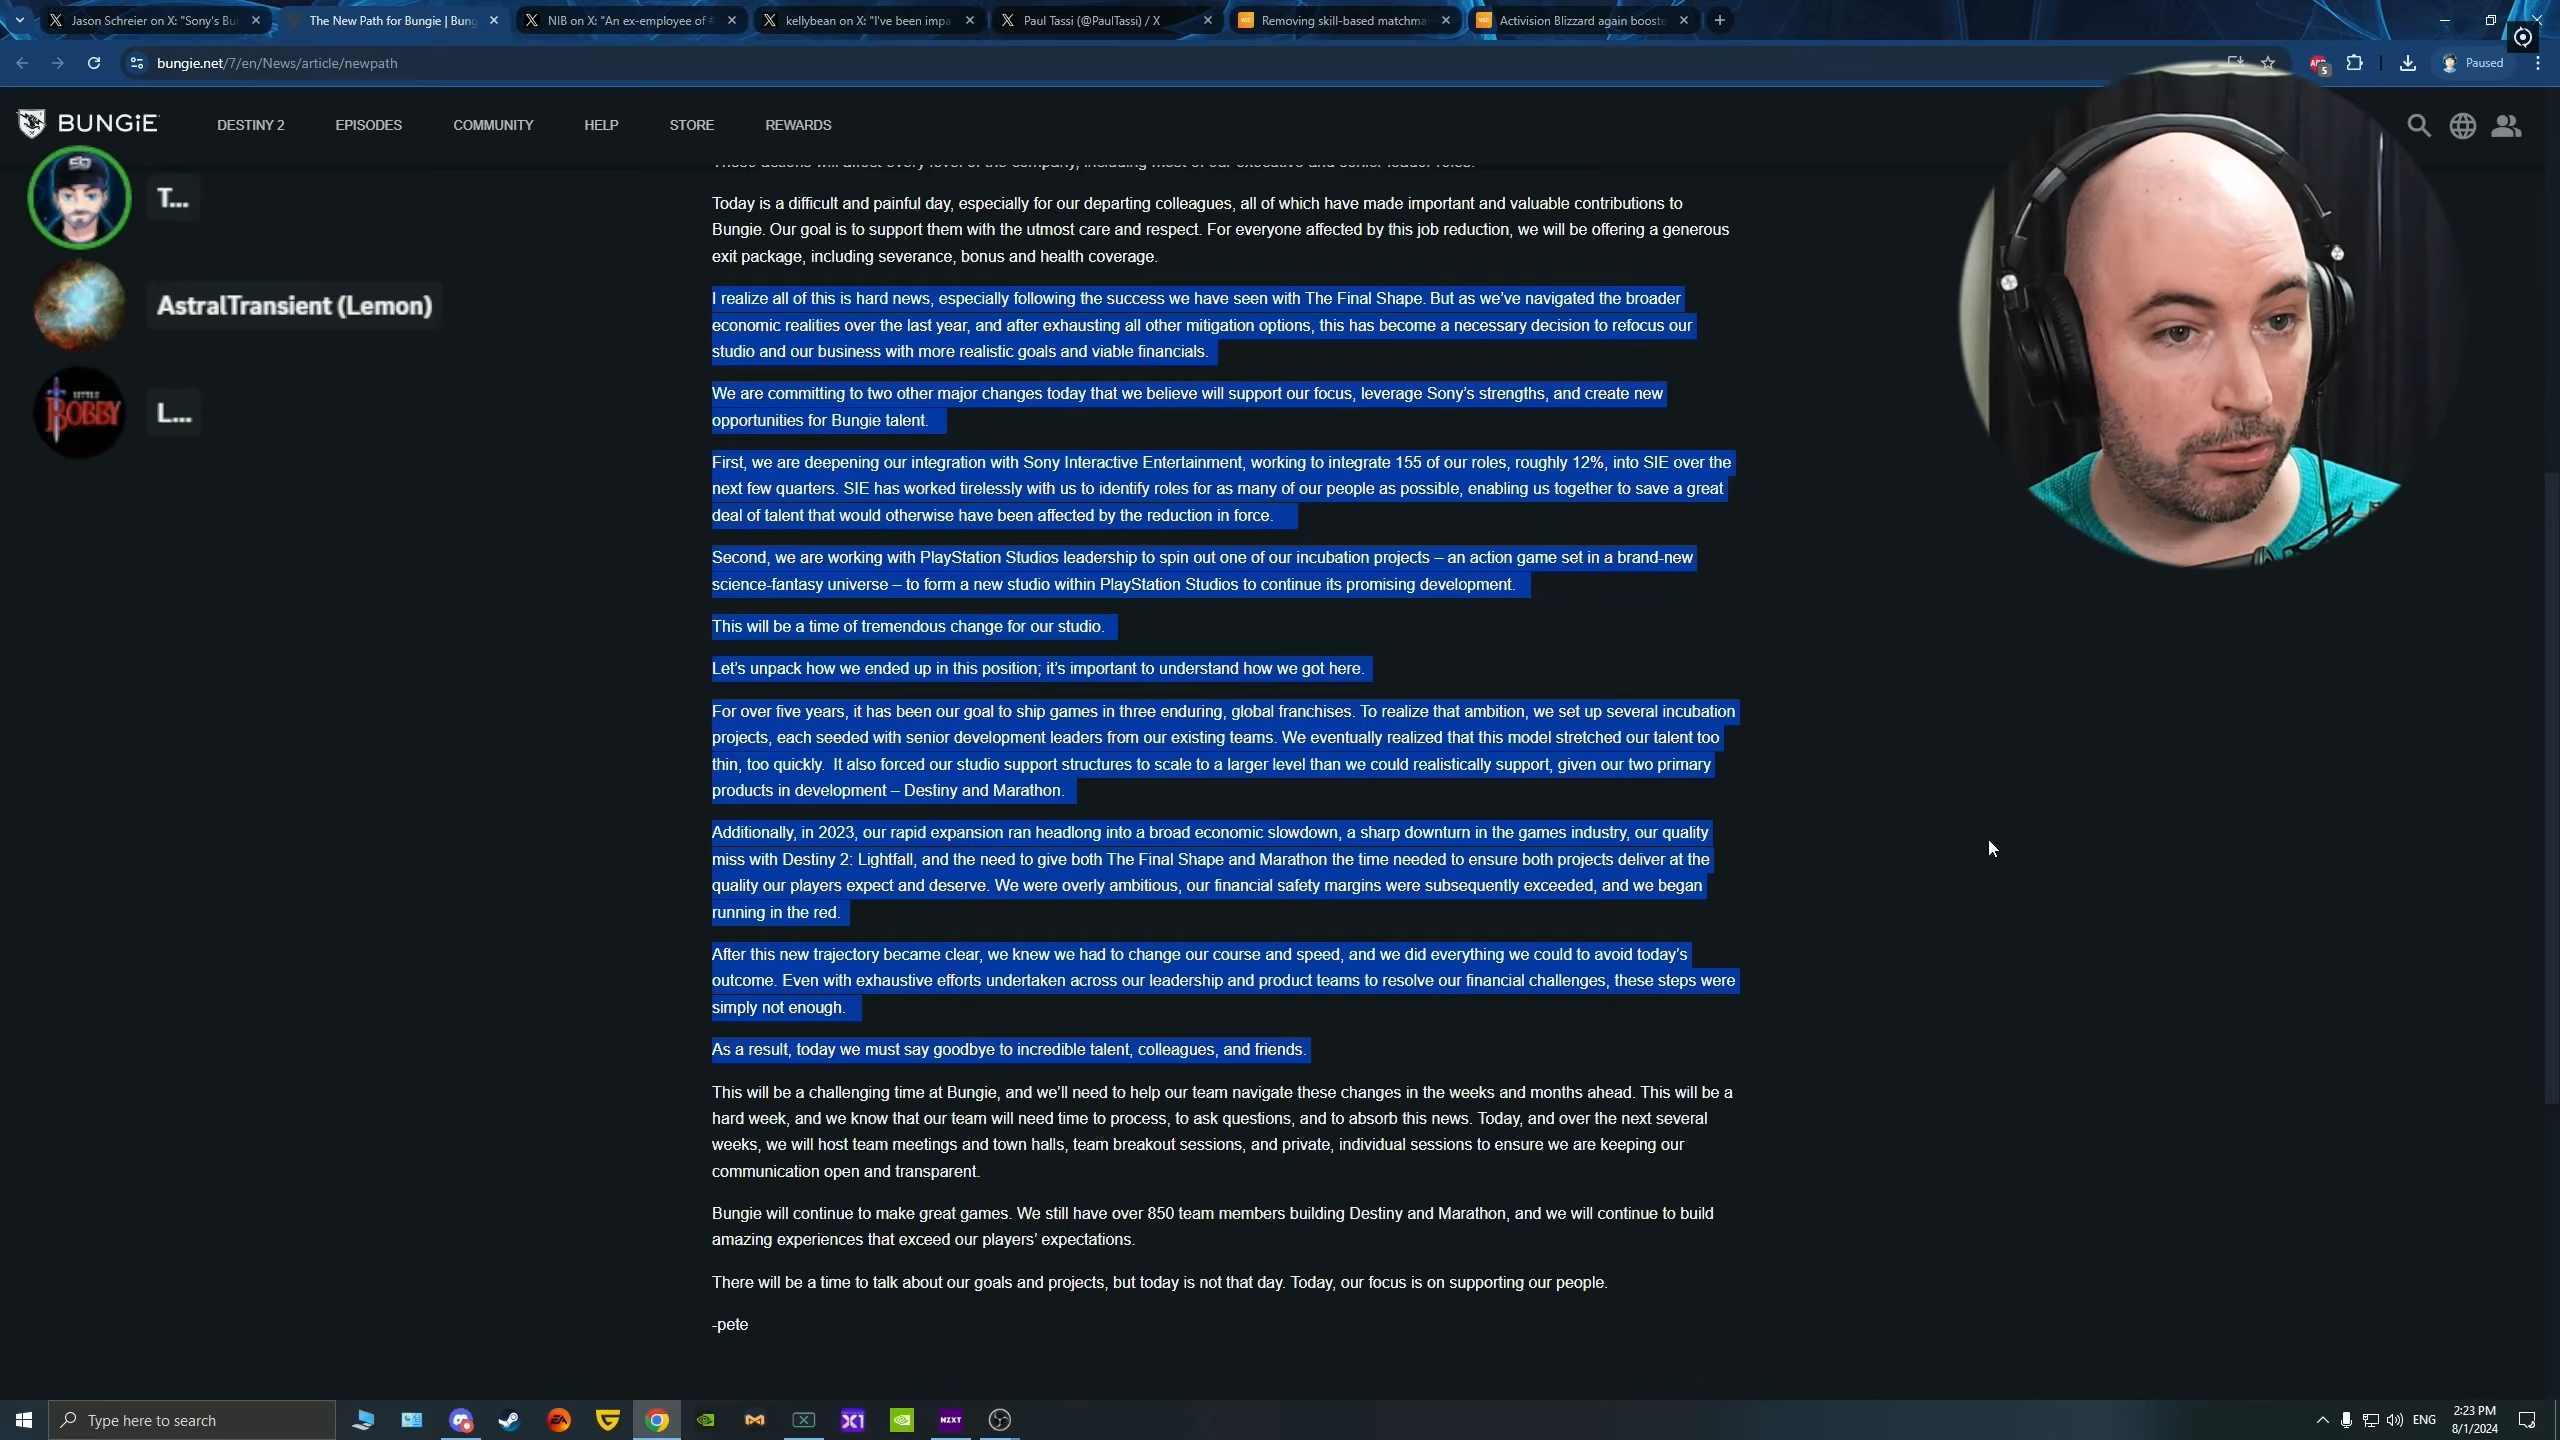 Jason Schreier on X: "Sony's Bu
The New Path for Bungie | Bung
NIB on X: "An ex-employee of
kellybean on X: "I've been impa
Paul Tassi (@PaulTassi) / X
Removing skill-based matchma
Activision Blizzard again booste
bungie.net/7/en/News/article/newpath
5
Paused
BUNGiE
DESTINY 2
EPISODES
COMMUNITY
HELP
STORE
REWARDS
These actions will affect every level of the company, including most of our executive and senior leader roles.
T...
AstralTransient (Lemon)
LITTLE
BOBBY
L...
Today is a difficult and painful day, especially for our departing colleagues, all of which have made important and valuable contributions to
Bungie. Our goal is to support them with the utmost care and respect. For everyone affected by this job reduction, we will be offering a generous
exit package, including severance, bonus and health coverage.
I realize all of this is hard news, especially following the success we have seen with The Final Shape. But as we've navigated the broader
economic realities over the last year, and after exhausting all other mitigation options, this has become a necessary decision to refocus our
studio and our business with more realistic goals and viable financials.
We are committing to two other major changes today that we believe will support our focus, leverage Sony's strengths, and create new
opportunities for Bungie talent.
First, we are deepening our integration with Sony Interactive Entertainment, working to integrate 155 of our roles, roughly 12%, into SIE over the
next few quarters. SIE has worked tirelessly with us to identify roles for as many of our people as possible, enabling us together to save a great
deal of talent that would otherwise have been affected by the reduction in force.
Second, we are working with PlayStation Studios leadership to spin out one of our incubation projects – an action game set in a brand-new
science-fantasy universe – to form a new studio within PlayStation Studios to continue its promising development.
This will be a time of tremendous change for our studio.
Let's unpack how we ended up in this position; it's important to understand how we got here.
For over five years, it has been our goal to ship games in three enduring, global franchises. To realize that ambition, we set up several incubation
projects, each seeded with senior development leaders from our existing teams. We eventually realized that this model stretched our talent too
thin, too quickly. It also forced our studio support structures to scale to a larger level than we could realistically support, given our two primary
products in development – Destiny and Marathon.
Additionally, in 2023, our rapid expansion ran headlong into a broad economic slowdown, a sharp downturn in the games industry, our quality
miss with Destiny 2: Lightfall, and the need to give both The Final Shape and Marathon the time needed to ensure both projects deliver at the
quality our players expect and deserve. We were overly ambitious, our financial safety margins were subsequently exceeded, and we began
running in the red.
After this new trajectory became clear, we knew we had to change our course and speed, and we did everything we could to avoid today's
outcome. Even with exhaustive efforts undertaken across our leadership and product teams to resolve our financial challenges, these steps were
simply not enough.
As a result, today we must say goodbye to incredible talent, colleagues, and friends.
This will be a challenging time at Bungie, and we'll need to help our team navigate these changes in the weeks and months ahead. This will be a
hard week, and we know that our team will need time to process, to ask questions, and to absorb this news. Today, and over the next several
weeks, we will host team meetings and town halls, team breakout sessions, and private, individual sessions to ensure we are keeping our
communication open and transparent.
Bungie will continue to make great games. We still have over 850 team members building Destiny and Marathon, and we will continue to build
amazing experiences that exceed our players' expectations.
There will be a time to talk about our goals and projects, but today is not that day. Today, our focus is on supporting our people.
-pete
Type here to search
NZXT
ENG
2:23 PM
8/1/2024